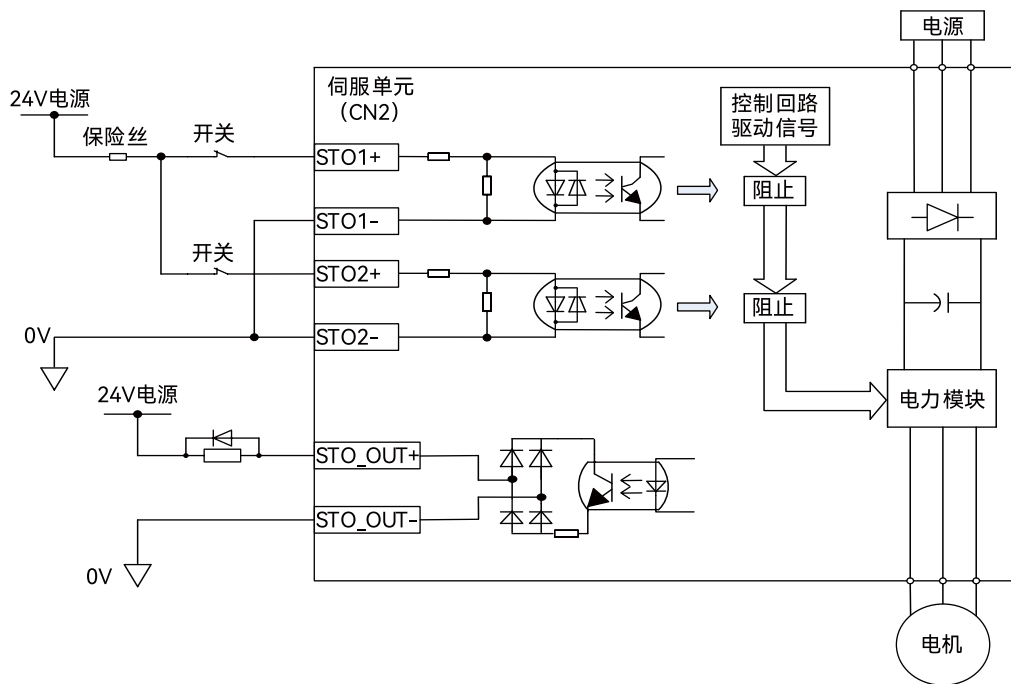 电源
伺服单元
（CN2）
24V电源
保险丝
开关
STO1+
控制回路
驱动信号
阻止
STO1-
开关
STO2+
阻止
0V
STO2-
24V电源
电力模块
STO_OUT+
STO_OUT-
0V
电机